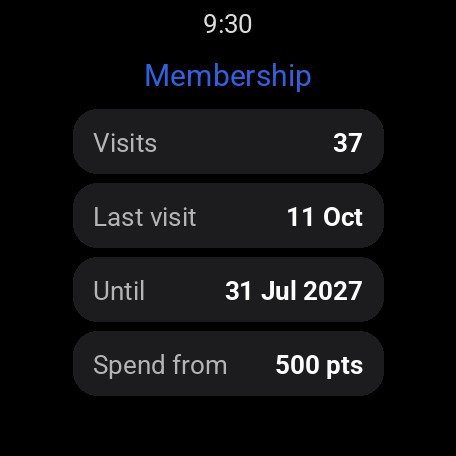 9:30
Membership
Visits 37
Last visit 11 Oct
Until 31 Jul 2027
Spend from 500 pts